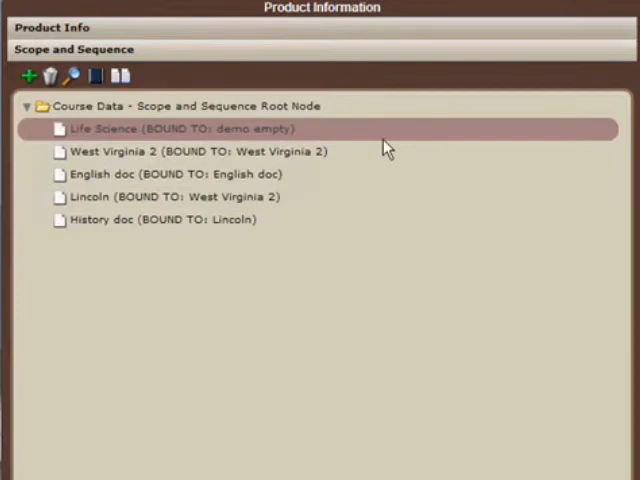 Product Information
Product Info
Scope and Sequence
Course Data - Scope and Sequence Root Node
Life Science (BOUND TO: demo empty)
West Virginia 2 (BOUND TO: West Virginia 2)
English doc (BOUND TO: English doc)
Lincoln (BOUND TO: West Virginia 2)
History doc (BOUND TO: Lincoln)